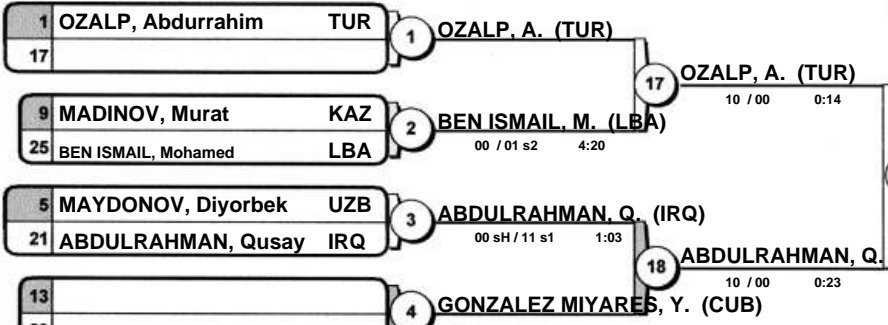 1 OZALP, Abdurrahim TUR
17
1
OZALP, A. (TUR)
9 MADINOV, Murat KAZ
25 BEN ISMAIL, Mohamed LBA
2
BEN ISMAIL, M. (LBA)
00 / 01 s2 4:20
17
OZALP, A. (TUR)
10 / 00 0:14
5 MAYDONOV, Diyorbek UZB
21 ABDULRAHMAN, Qusay IRQ
3
ABDULRAHMAN, Q. (IRQ)
00 sH / 11 s1 1:03
13
4
GONZALEZ MIYARES, Y. (CUB)
18
ABDULRAHMAN, Q.
10 / 00 0:23